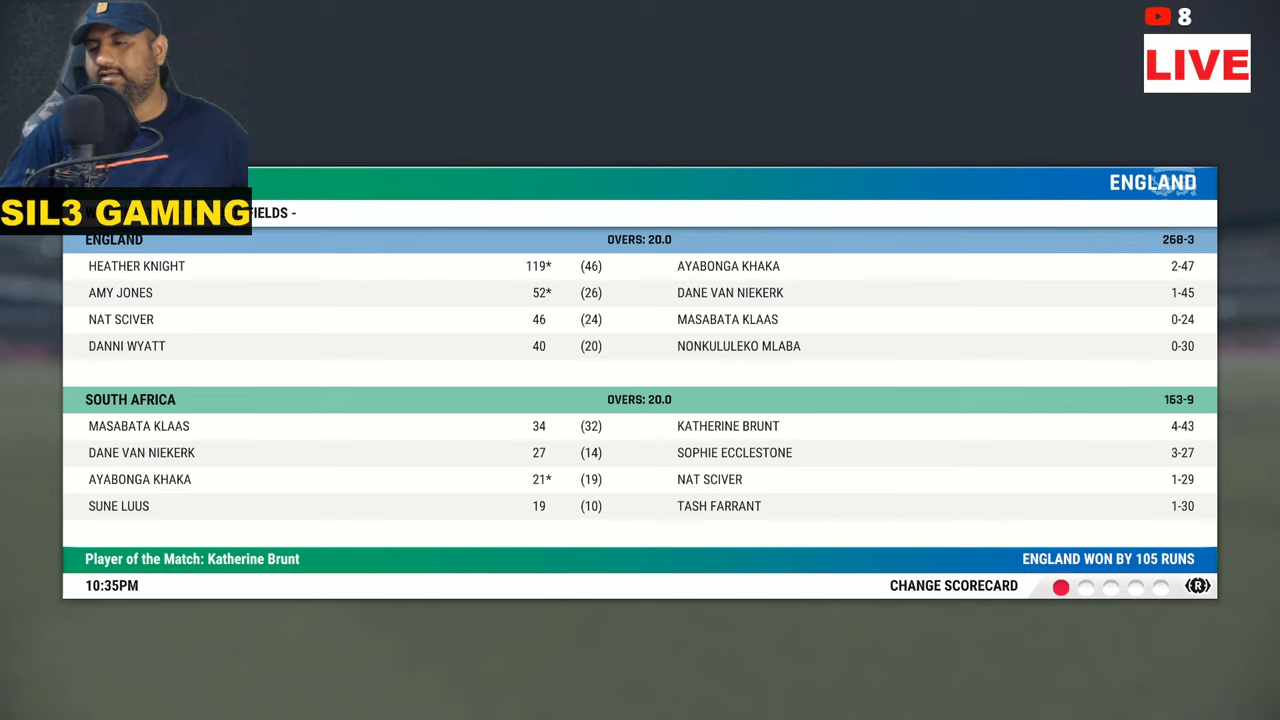 8
LIVE
ENGLAND
SIL3 GAMING
FIELDS -
ENGLAND OVERS: 20.0 268-3
HEATHER KNIGHT 119* (46) AYABONGA KHAKA 2-47
AMY JONES 52* (26) DANE VAN NIEKERK 1-45
NAT SCIVER 46 (24) MASABATA KLAAS 0-24
DANNI WYATT 40 (20) NONKULULEKO MLABA 0-30
SOUTH AFRICA OVERS: 20.0 163-9
MASABATA KLAAS 34 (32) KATHERINE BRUNT 4-43
DANE VAN NIEKERK 27 (14) SOPHIE ECCLESTONE 3-27
AYABONGA KHAKA 21* (19) NAT SCIVER 1-29
SUNE LUUS 19 (10) TASH FARRANT 1-30
Player of the Match: Katherine Brunt ENGLAND WON BY 105 RUNS
10:35PM CHANGE SCORECARD R